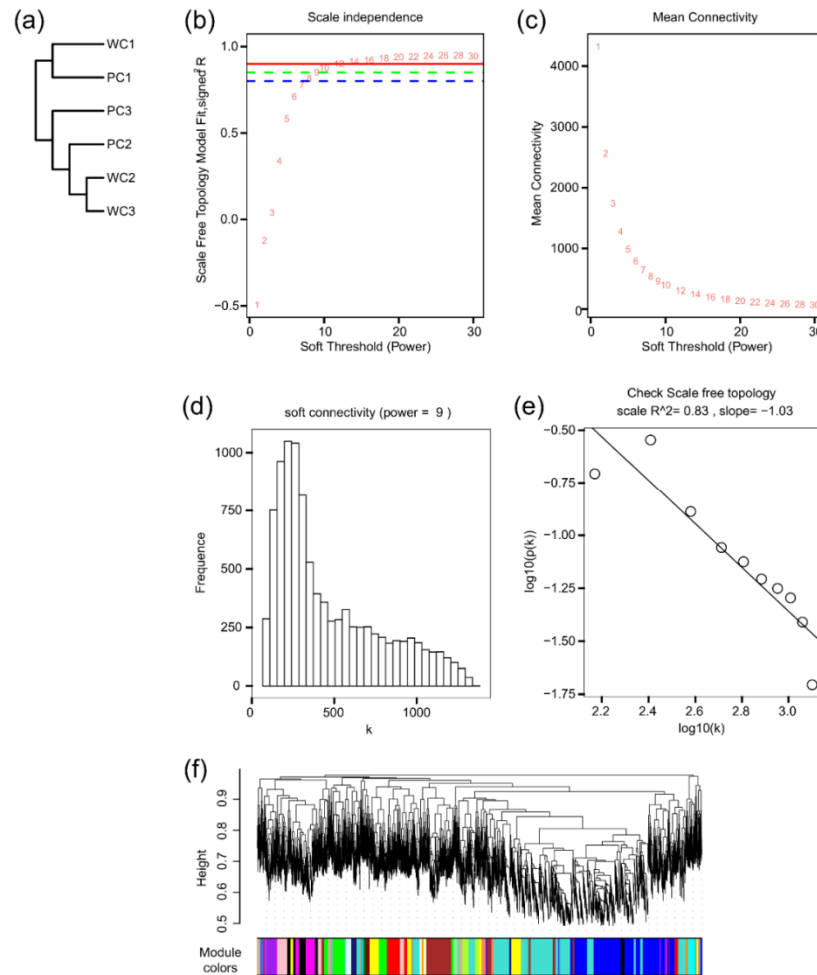 (a)
WC1
PC1
PC3
PC2
WC2
WC3
(b)
Scale independence
Scale Free Topology Model Fit,signed²R
1.0
0.5
0.0
−0.5
1
2
3
4
5
6
7
8
9
10
12
14
16
18
20
22
24
26
28
30
0
10
20
30
Soft Threshold (Power)
(c)
Mean Connectivity
Mean Connectivity
4000
3000
2000
1000
0
1
2
3
4
5
6
7
8
9
10
12
14
16
18
20
22
24
26
28
30
0
10
20
30
Soft Threshold (Power)
(d)
soft connectivity (power = 9 )
Frequence
1000
750
500
250
0
0
500
1000
k
(e)
Check Scale free topology
scale R^2= 0.83 , slope= −1.03
log10(p(k))
−0.50
−0.75
−1.00
−1.25
−1.50
−1.75
2.2
2.4
2.6
2.8
3.0
log10(k)
(f)
Height
0.9
0.8
0.7
0.6
0.5
Module
colors